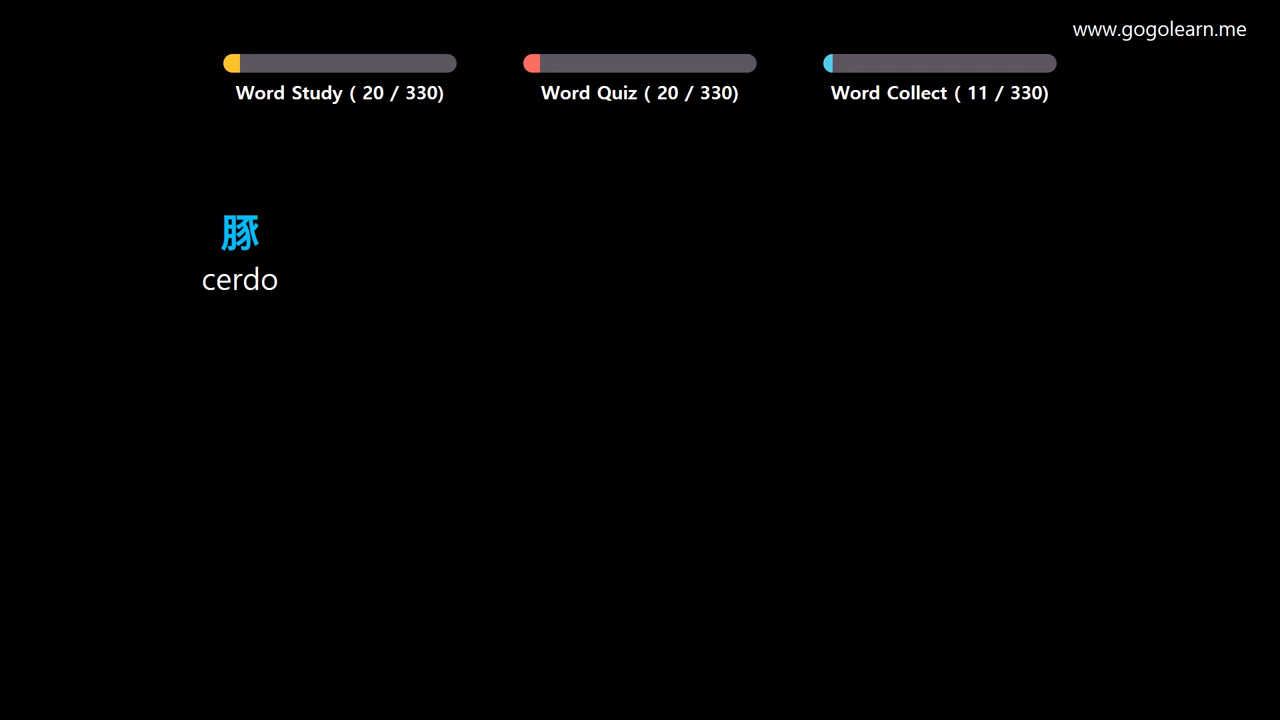 www.gogolearn.me
Word Study ( 20 / 330)
Word Quiz ( 20 / 330)
Word Collect ( 11 / 330)
豚
cerdo